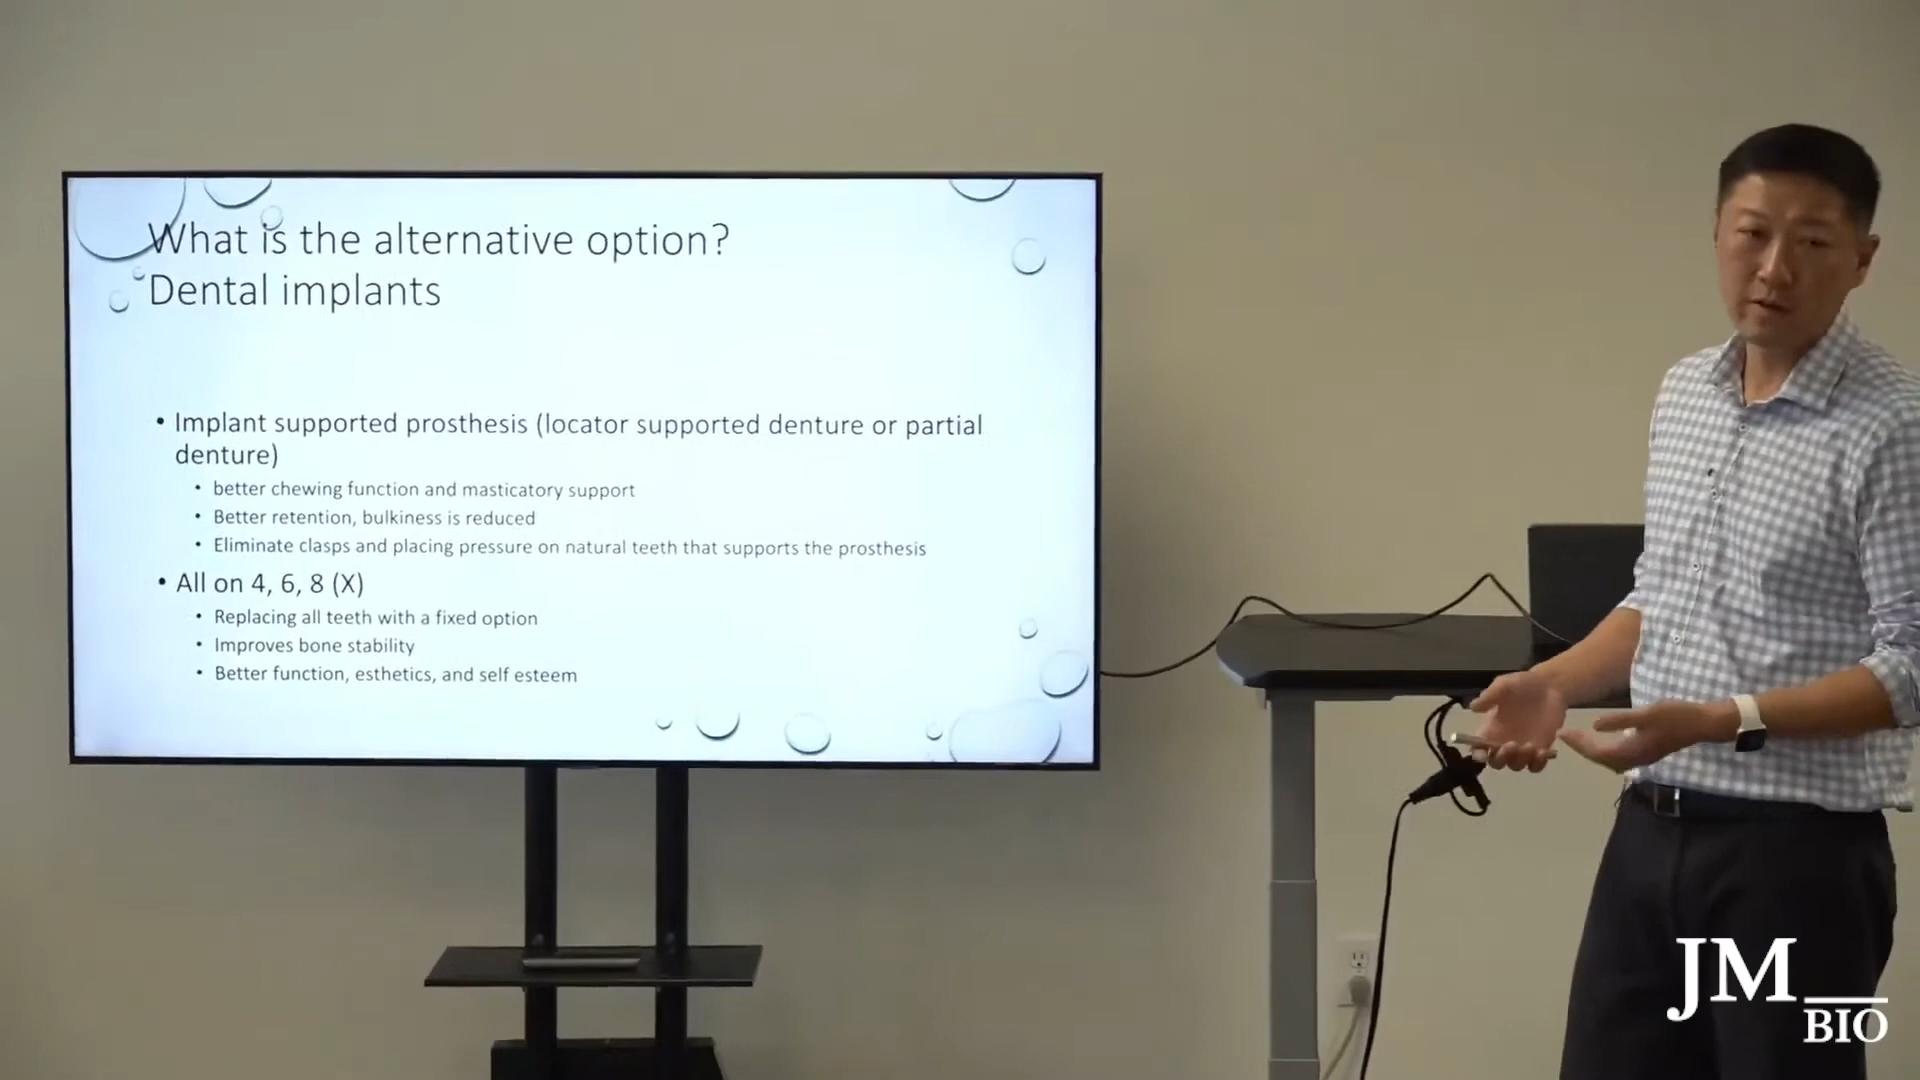 What is the alternative option?
Dental implants
• Implant supported prosthesis (locator supported denture or partial
denture)
• better chewing function and masticatory support
• Better retention, bulkiness is reduced
• Eliminate clasps and placing pressure on natural teeth that supports the prosthesis
• All on 4, 6, 8 (X)
• Replacing all teeth with a fixed option
• Improves bone stability
• Better function, esthetics, and self esteem
JM
BIO